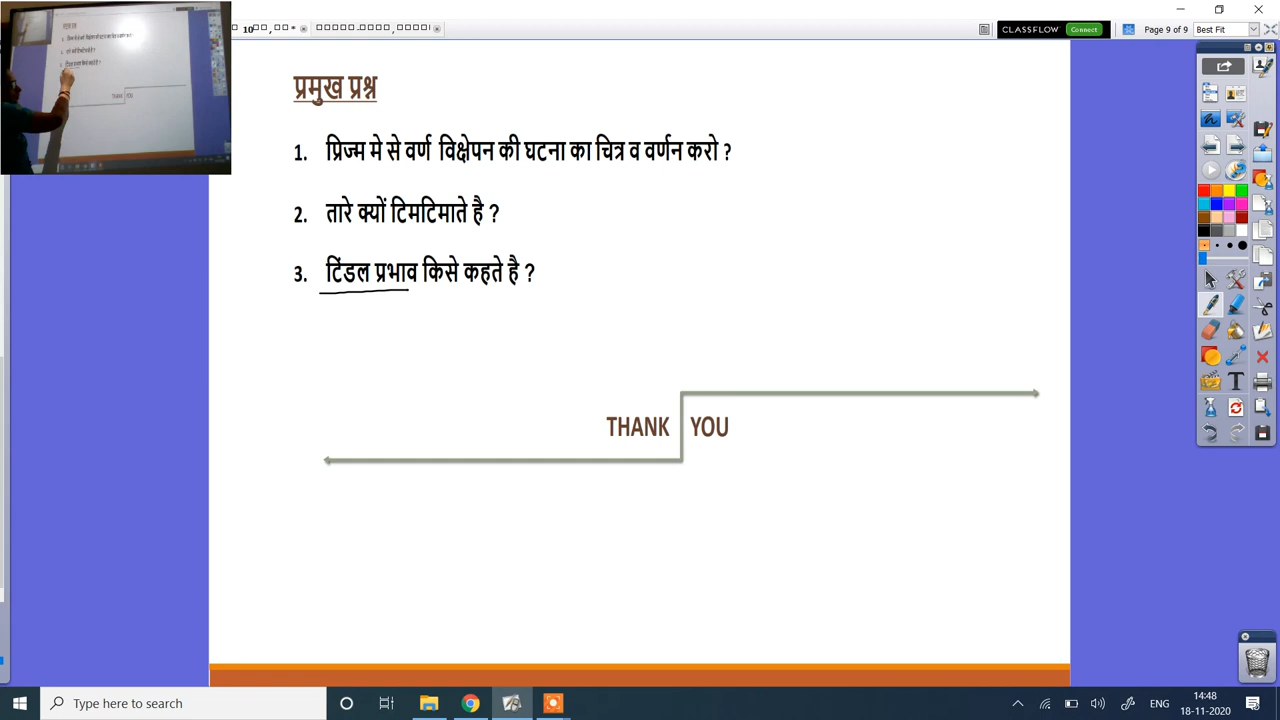 10
CLASSFLOW Connect
Page 9 of 9
Best Fit
प्रमुख प्रश्न
1. प्रिज्म मे से वर्ण विक्षेपन की घटना का चित्र व वर्णन करो ?
2. तारे क्यों टिमटिमाते है ?
3. टिंडल प्रभाव किसे कहते है ?
THANK YOU
Type here to search
ENG
14:48
18-11-2020